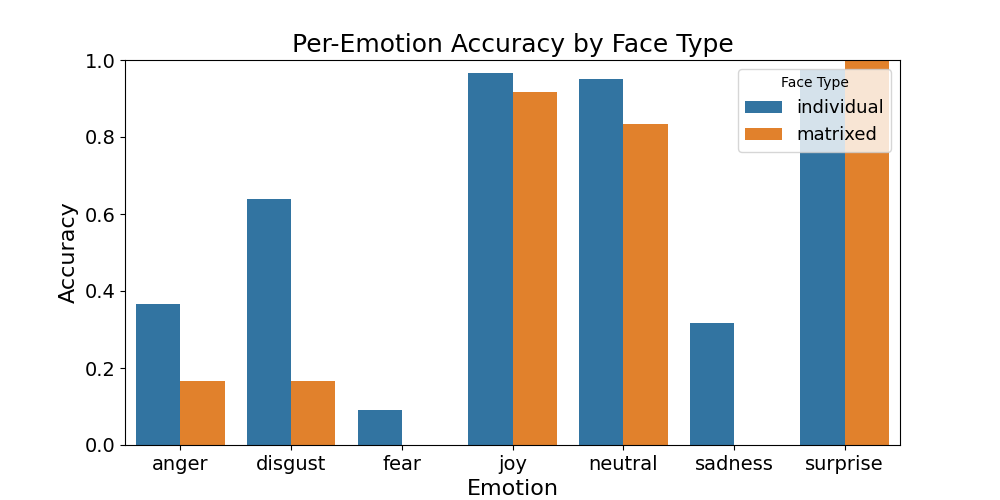 Per-Emotion Accuracy by Face Type
1.0
0.8
0.6
0.4
0.2
0.0
Accuracy
Face Type
individual
matrixed
anger disgust fear joy neutral sadness surprise
Emotion